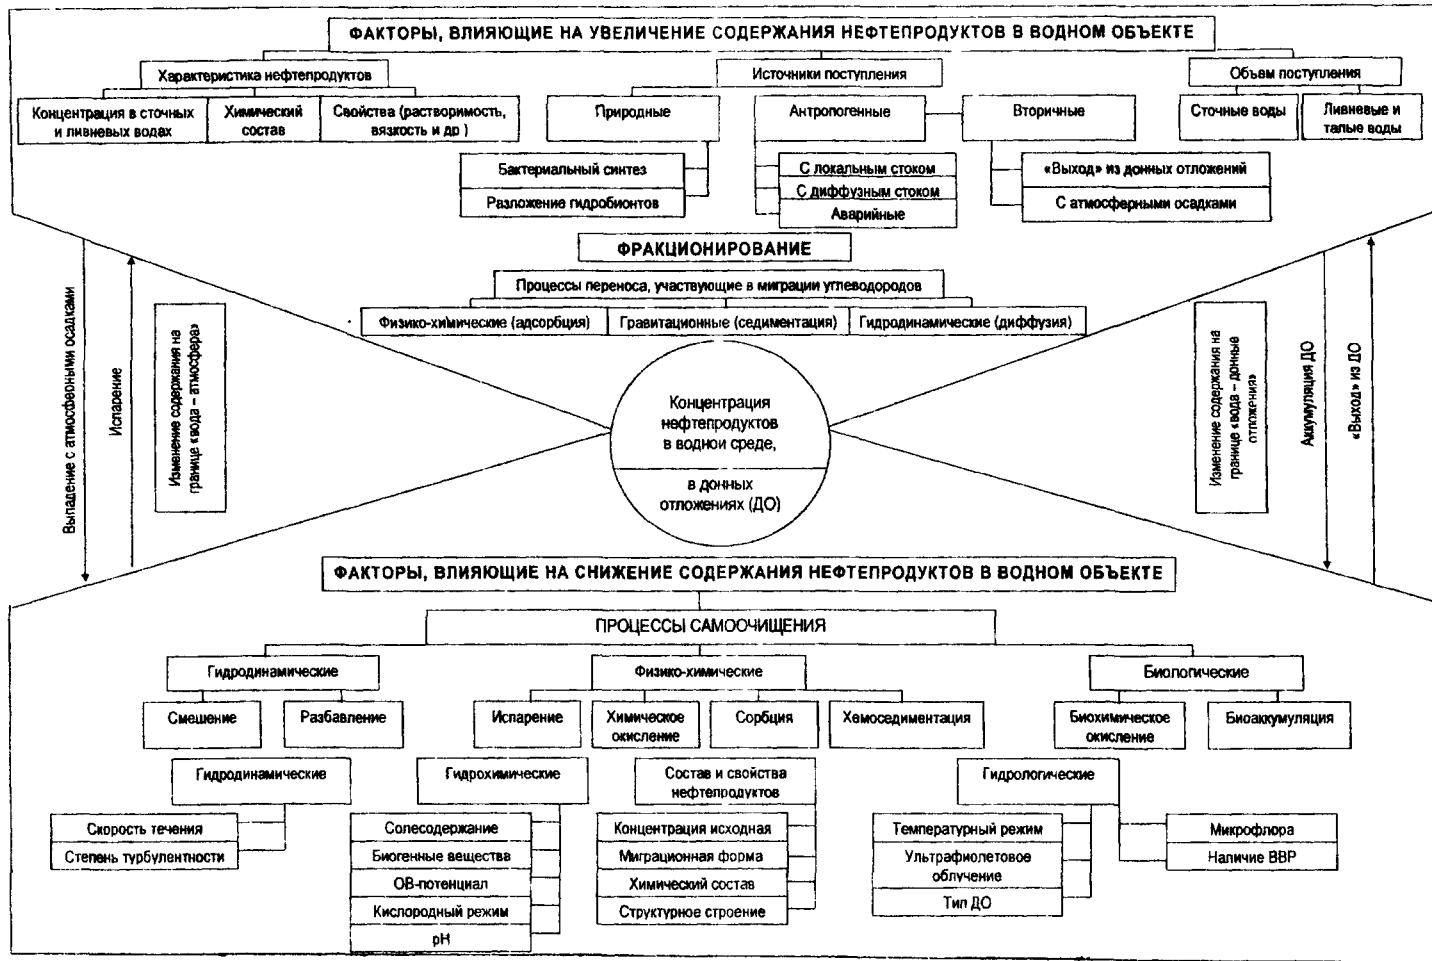 ФАКТОРЫ, ВЛИЯЮЩИЕ НА УВЕЛИЧЕНИЕ СОДЕРЖАНИЯ НЕФТЕПРОДУКТОВ В ВОДНОМ ОБЪЕКТЕ
Характеристика нефтепродуктов
Источники поступления
Объем поступления
Концентрация в сточных
и ливневых водах
Химический
состав
Свойства (растворимость,
вязкость и др )
Природные
Антропогенные
Вторичные
Сточные воды
Ливневые и
талые воды
Бактериальный синтез
Разложение гидробионтов
С локальным стоком
С диффузным стоком
Аварийные
«Выход» из донных отложений
С атмосферными осадками
ФРАКЦИОНИРОВАНИЕ
Процессы переноса, участвующие в миграции углеводородов
Физико-химические (адсорбция)
Гравитационные (седиментация)
Гидродинамические (диффузия)
Выпадение с атмосферными осадками
Испарение
Изменение содержания на
границе «вода – атмосфера»
Концентрация
нефтепродуктов
в водной среде,
в донных
отложениях (ДО)
Изменение содержания на
границе «вода – донные
отложения»
Аккумуляция ДО
«Выход» из ДО
ФАКТОРЫ, ВЛИЯЮЩИЕ НА СНИЖЕНИЕ СОДЕРЖАНИЯ НЕФТЕПРОДУКТОВ В ВОДНОМ ОБЪЕКТЕ
ПРОЦЕССЫ САМООЧИЩЕНИЯ
Гидродинамические
Физико-химические
Биологические
Смешение
Разбавление
Испарение
Химическое
окисление
Сорбция
Хемоседиментация
Биохимическое
окисление
Биоаккумуляция
Гидродинамические
Гидрохимические
Состав и свойства
нефтепродуктов
Гидрологические
Скорость течения
Степень турбулентности
Солесодержание
Биогенные вещества
ОВ-потенциал
Кислородный режим
pH
Концентрация исходная
Миграционная форма
Химический состав
Структурное строение
Температурный режим
Ультрафиолетовое
облучение
Тип ДО
Микрофлора
Наличие ВВР